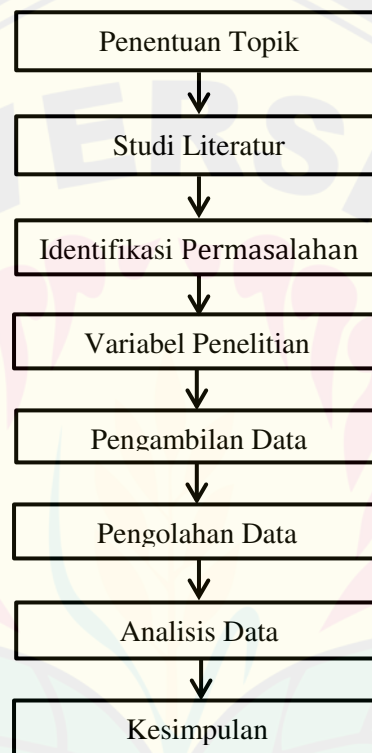 Penentuan Topik
Studi Literatur
Identifikasi Permasalahan
Variabel Penelitian
Pengambilan Data
Pengolahan Data
Analisis Data
Kesimpulan